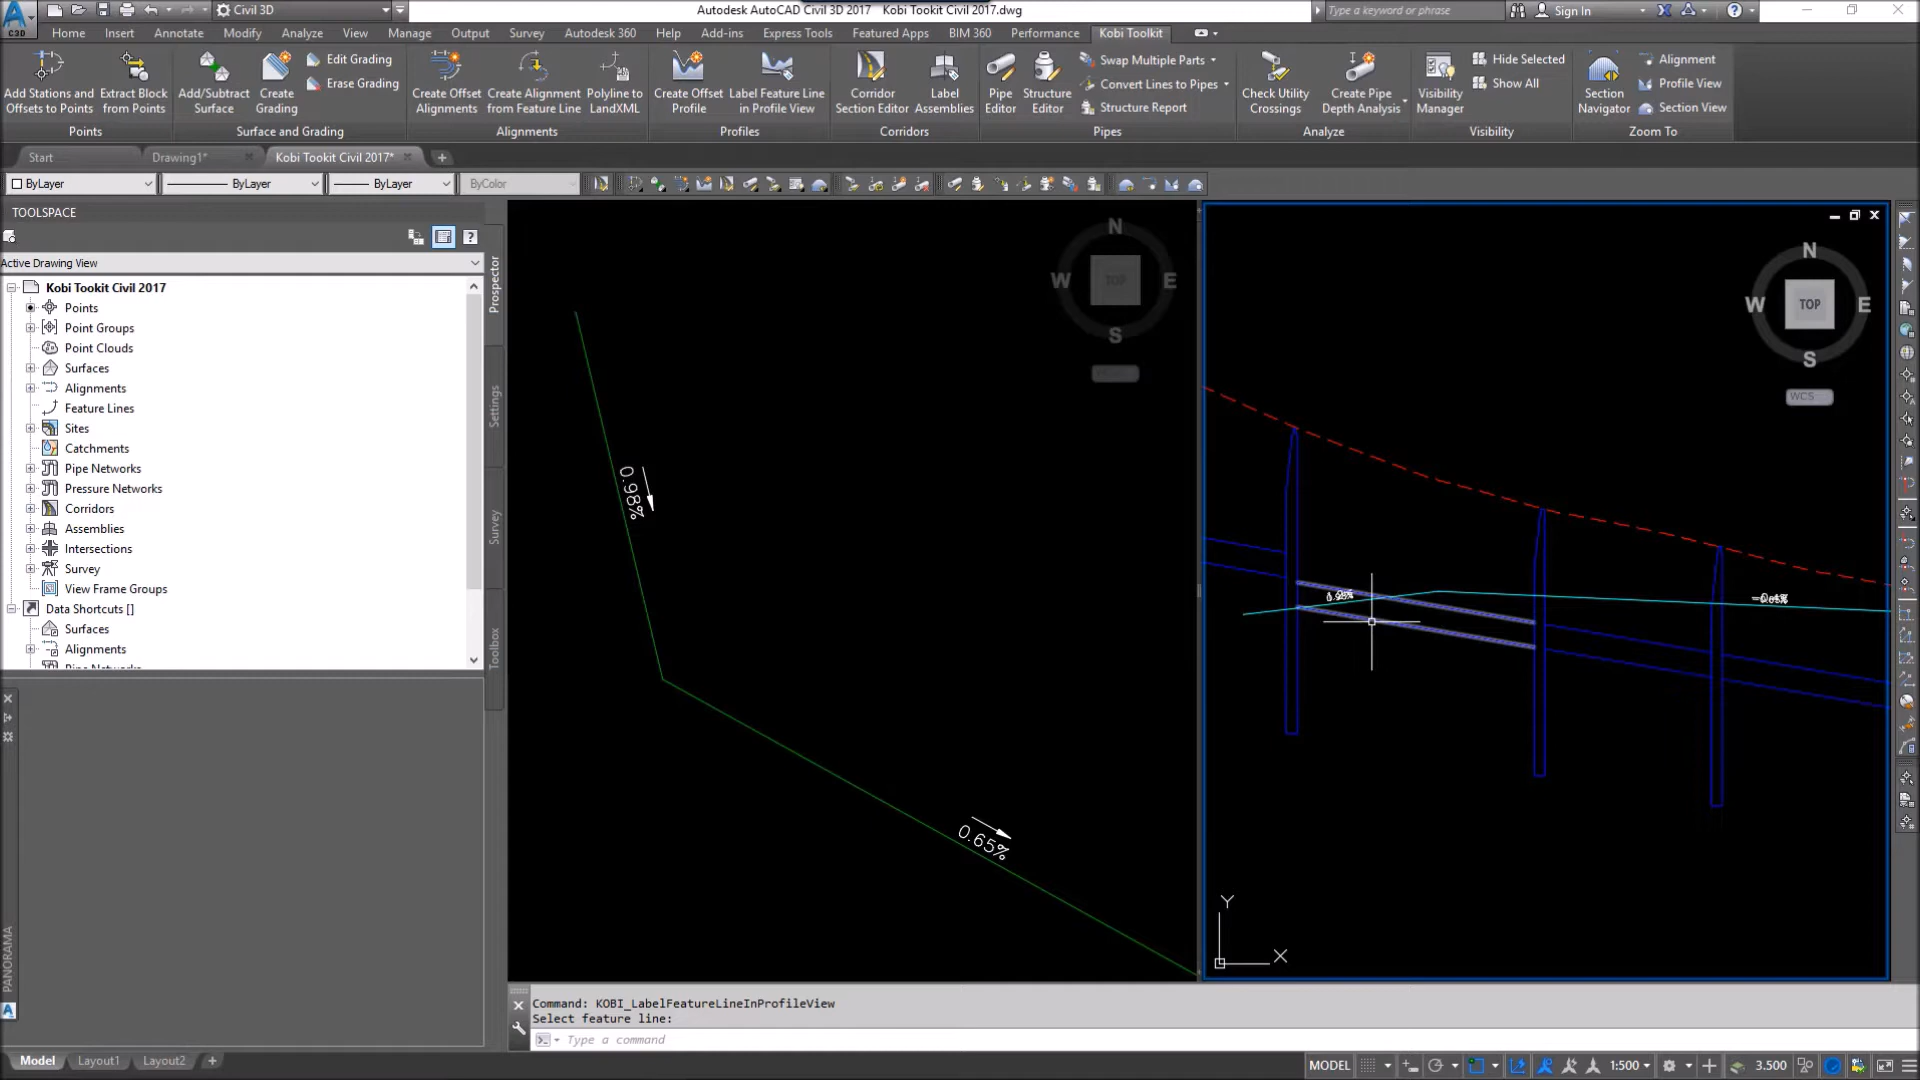 Civil 3D
Autodesk AutoCAD Civil 3D 2017 Kobi Tookit Civil 2017.dwg
Type a keyword or phrase
Sign In
C3D
Home Insert Annotate Modify Analyze View Manage Output Survey Autodesk 360 Help Add-ins Express Tools Featured Apps BIM 360 Performance Kobi Toolkit
Add Stations and Offsets to Points
Extract Block from Points
Points
Add/Subtract Surface
Create Grading
Edit Grading
Erase Grading
Surface and Grading
Create Offset Alignments
Create Alignment from Feature Line
Polyline to LandXML
Alignments
Create Offset Profile
Label Feature Line in Profile View
Profiles
Corridor Section Editor
Label Assemblies
Corridors
Pipe Editor
Structure Editor
Swap Multiple Parts
Convert Lines to Pipes
Structure Report
Pipes
Check Utility Crossings
Create Pipe Depth Analysis
Analyze
Visibility Manager
Hide Selected
Show All
Visibility
Section Navigator
Alignment
Profile View
Section View
Zoom To
Start Drawing1* Kobi Tookit Civil 2017*
ByLayer ByLayer ByLayer ByColor
TOOLSPACE
Active Drawing View
Kobi Tookit Civil 2017
Points
Point Groups
Point Clouds
Surfaces
Alignments
Feature Lines
Sites
Catchments
Pipe Networks
Pressure Networks
Corridors
Assemblies
Intersections
Survey
View Frame Groups
Data Shortcuts []
Surfaces
Alignments
Pipe Networks
Prospector
Settings
Survey
Toolbox
PANORAMA
N
W TOP E
S
0.98%
0.65%
N
W TOP E
S
WCS
Y
X
Command: KOBI_LabelFeatureLineInProfileView
Select feature line:
Type a command
Model Layout1 Layout2 +
MODEL 1:500 3.500